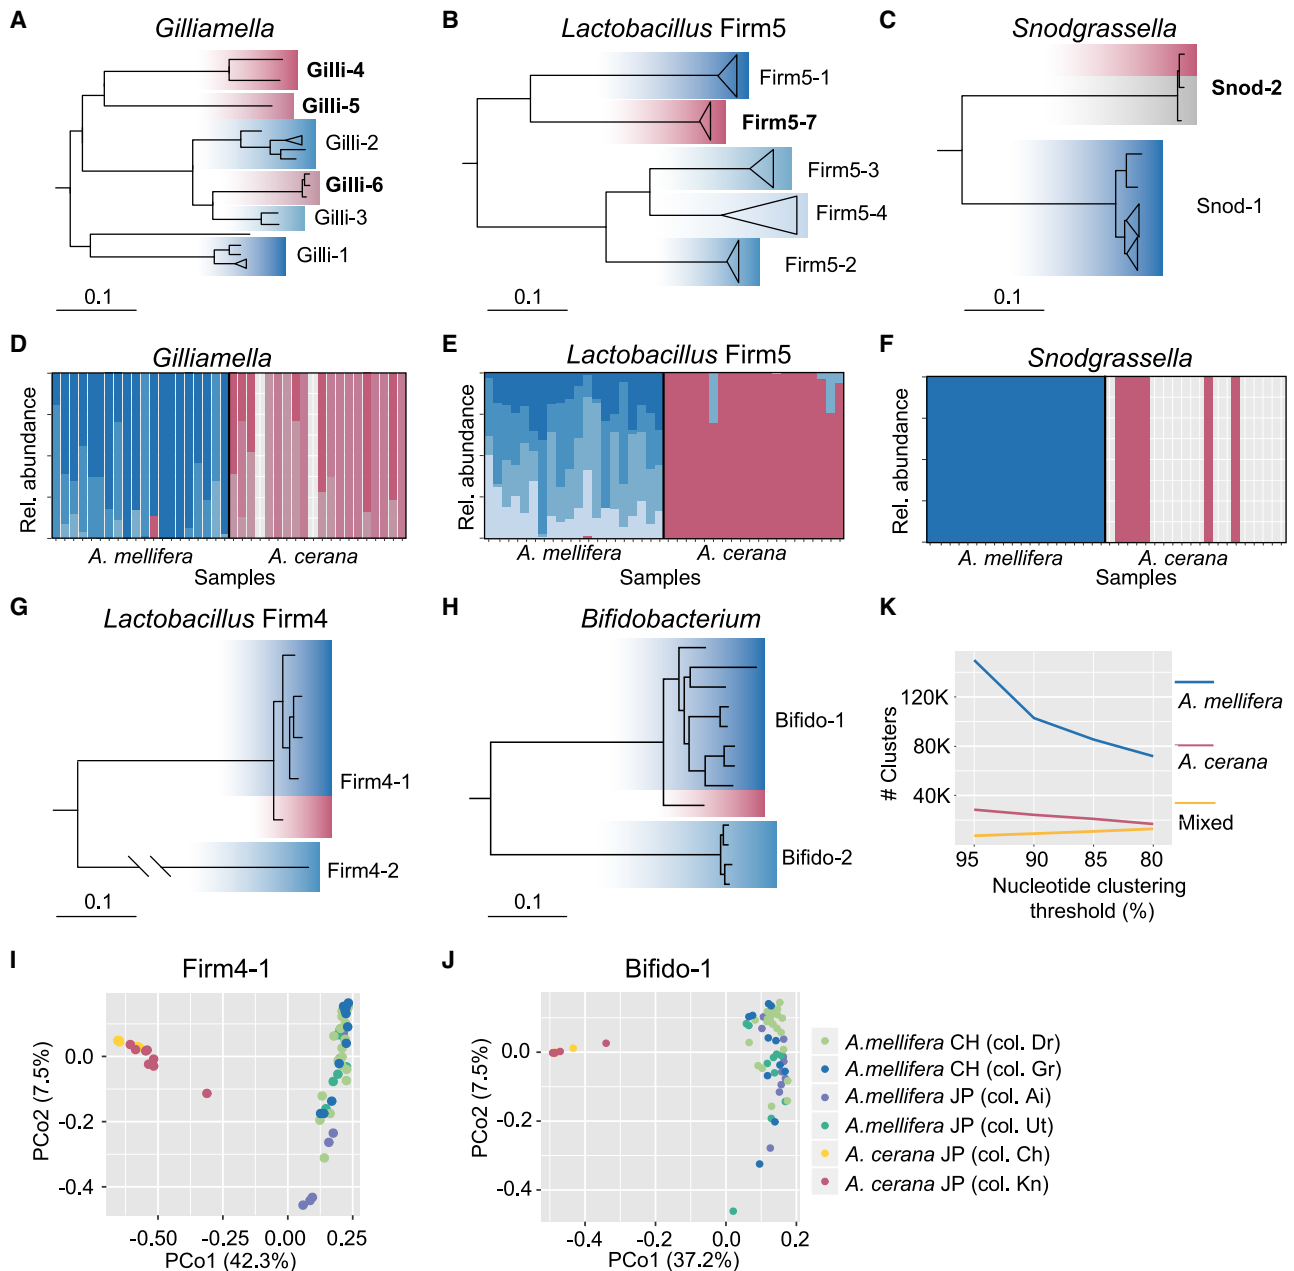 A
Gilliamella
Gilli-4
Gilli-5
Gilli-2
Gilli-6
Gilli-3
Gilli-1
0.1
B
Lactobacillus Firm5
Firm5-1
Firm5-7
Firm5-3
Firm5-4
Firm5-2
0.1
C
Snodgrassella
Snod-2
Snod-1
0.1
D
Gilliamella
Rel. abundance
A. mellifera
A. cerana
Samples
E
Lactobacillus Firm5
Rel. abundance
A. mellifera
A. cerana
Samples
F
Snodgrassella
Rel. abundance
A. mellifera
A. cerana
Samples
G
Lactobacillus Firm4
Firm4-1
Firm4-2
0.1
H
Bifidobacterium
Bifido-1
Bifido-2
0.1
K
# Clusters
120K
80K
40K
95
90
85
80
Nucleotide clustering
threshold (%)
A. mellifera
A. cerana
Mixed
I
Firm4-1
PCo2 (7.5%)
0.0
-0.2
-0.4
-0.50
-0.25
0.00
0.25
PCo1 (42.3%)
J
Bifido-1
PCo2 (7.5%)
0.0
-0.2
-0.4
-0.4
-0.2
0.0
0.2
PCo1 (37.2%)
A.mellifera CH (col. Dr)
A.mellifera CH (col. Gr)
A.mellifera JP (col. Ai)
A.mellifera JP (col. Ut)
A. cerana JP (col. Ch)
A. cerana JP (col. Kn)